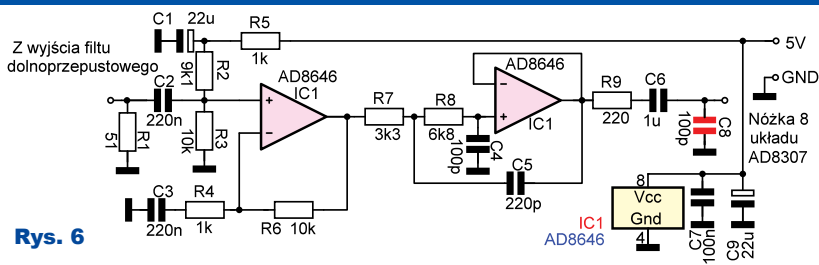 C1
22u
Z wyjścia filtu
dolnoprzepustowego
R5
1k
5V
R2
9k1
GND
C2
220n
R1
51
R3
10k
AD8646
IC1
+
−
R7
3k3
R8
6k8
AD8646
IC1
−
+
C4
100p
C5
220p
R9
220
C6
1u
C8
100p
Nóżka 8
układu
AD8307
C3
220n
R4
1k
R6 10k
IC1
AD8646
8
Vcc
Gnd
4
C7
100n
C9
22u
Rys. 6